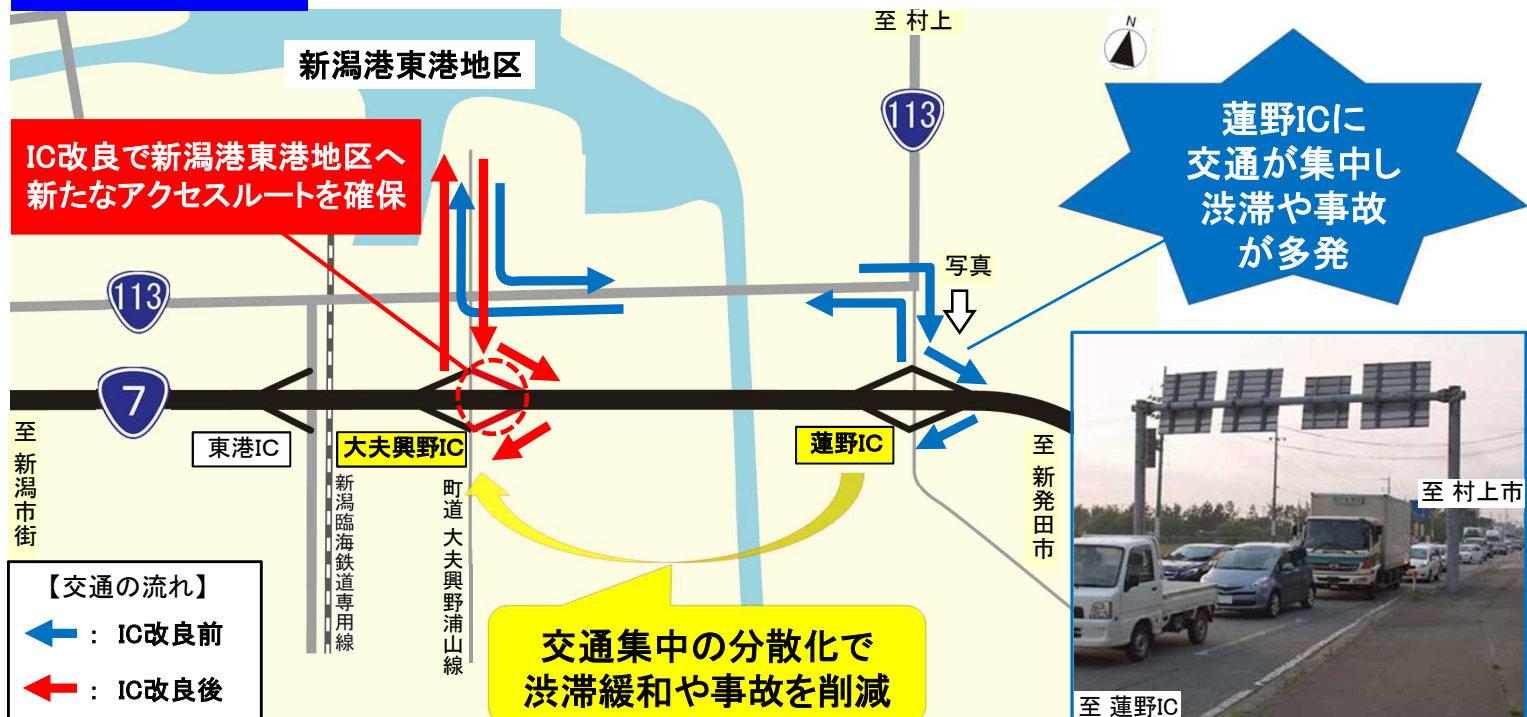 至 村上
N
新潟港東港地区
113
蓮野ICに
交通が集中し
渋滞や事故
が多発
IC改良で新潟港東港地区へ
新たなアクセスルートを確保
写真
113
7
至 新潟市街
東港IC
大夫興野IC
蓮野IC
至 新発田市
新潟臨海鉄道専用線
町道 大夫興野浦山線
至 村上市
至 蓮野IC
【交通の流れ】
： IC改良前
： IC改良後
交通集中の分散化で
渋滞緩和や事故を削減